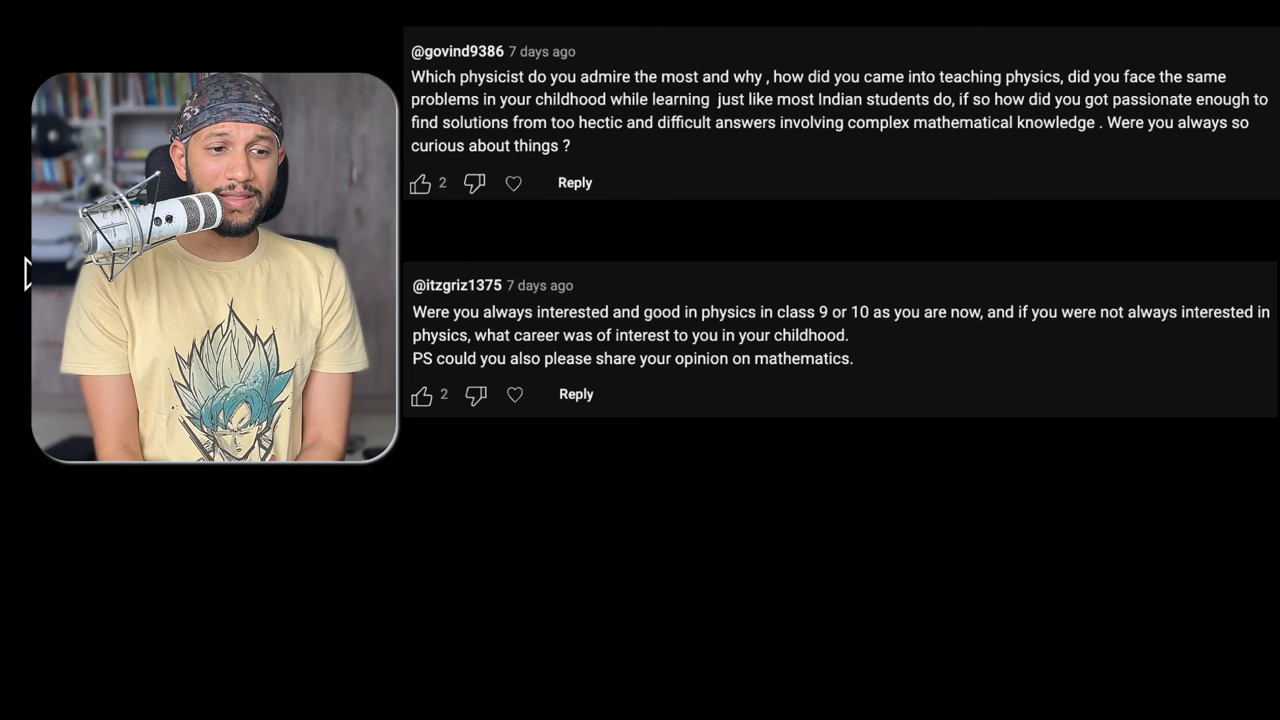 @govind9386 7 days ago
Which physicist do you admire the most and why , how did you came into teaching physics, did you face the same
problems in your childhood while learning just like most Indian students do, if so how did you got passionate enough to
find solutions from too hectic and difficult answers involving complex mathematical knowledge . Were you always so
curious about things ?
2 Reply
@itzgriz1375 7 days ago
Were you always interested and good in physics in class 9 or 10 as you are now, and if you were not always interested in
physics, what career was of interest to you in your childhood.
PS could you also please share your opinion on mathematics.
2 Reply